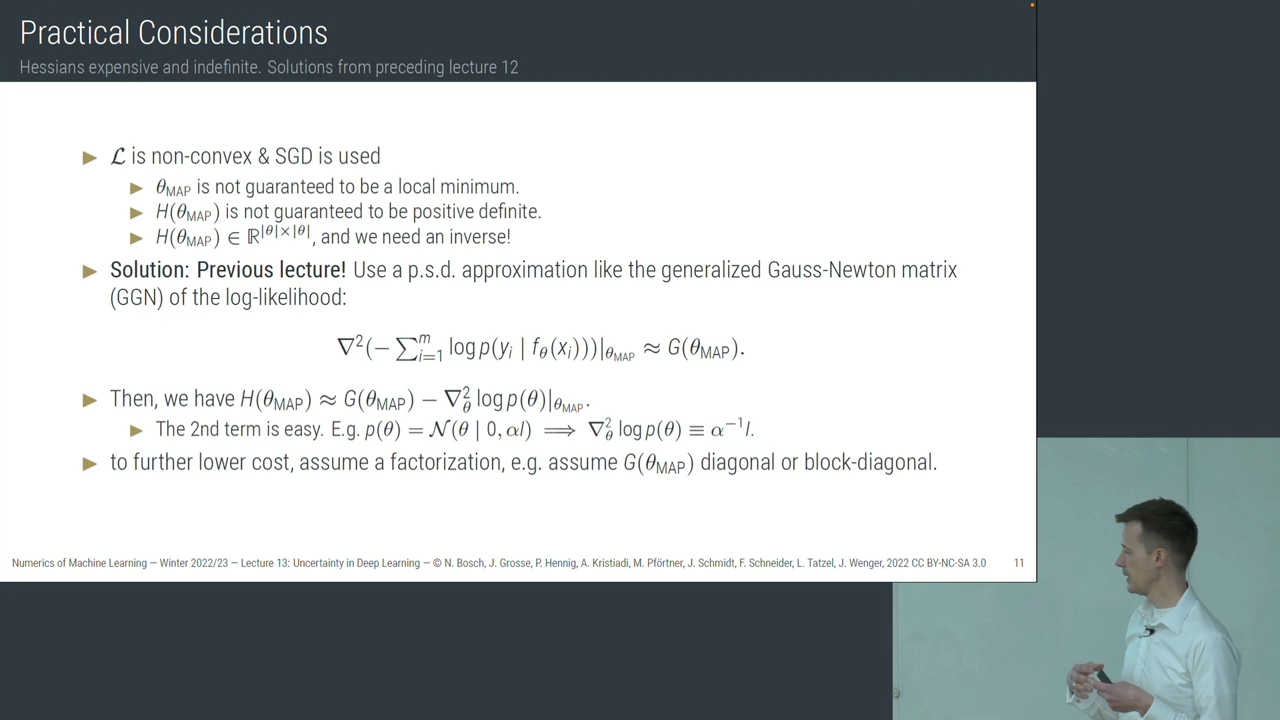 Practical Considerations
Hessians expensive and indefinite. Solutions from preceding lecture 12
▶ ℒ is non-convex & SGD is used
▶ θ_MAP is not guaranteed to be a local minimum.
▶ H(θ_MAP) is not guaranteed to be positive definite.
▶ H(θ_MAP) ∈ ℝ^{|θ|×|θ|}, and we need an inverse!
▶ Solution: Previous lecture! Use a p.s.d. approximation like the generalized Gauss-Newton matrix
(GGN) of the log-likelihood:
∇²(−∑_{i=1}^m log p(y_i | f_θ(x_i)))|_{θ_MAP} ≈ G(θ_MAP).
▶ Then, we have H(θ_MAP) ≈ G(θ_MAP) − ∇²_θ log p(θ)|_{θ_MAP}.
▶ The 2nd term is easy. E.g. p(θ) = 𝒩(θ | 0, αI) ⟹ ∇²_θ log p(θ) ≡ α⁻¹I.
▶ to further lower cost, assume a factorization, e.g. assume G(θ_MAP) diagonal or block-diagonal.
Numerics of Machine Learning — Winter 2022/23 — Lecture 13: Uncertainty in Deep Learning — © N. Bosch, J. Grosse, P. Hennig, A. Kristiadi, M. Pförtner, J. Schmidt, F. Schneider, L. Tatzel, J. Wenger, 2022 CC BY-NC-SA 3.0 11